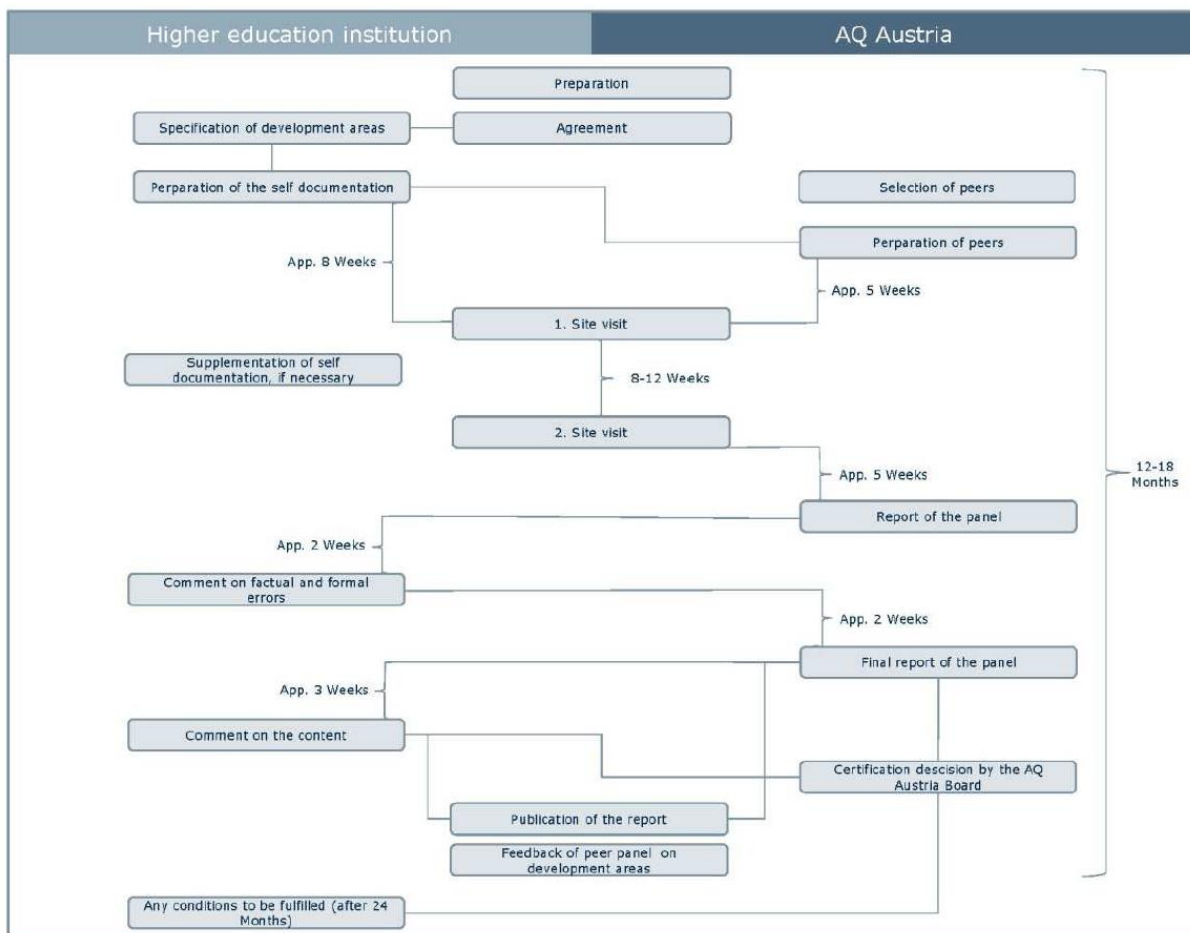 Higher education institution
AQ Austria
Preparation
Specification of development areas
Agreement
Perparation of the self documentation
Selection of peers
Perparation of peers
App. 8 Weeks
App. 5 Weeks
1. Site visit
Supplementation of self
documentation, if necessary
8-12 Weeks
2. Site visit
App. 5 Weeks
12-18
Months
Report of the panel
App. 2 Weeks
Comment on factual and formal
errors
App. 2 Weeks
Final report of the panel
App. 3 Weeks
Comment on the content
Certification descision by the AQ
Austria Board
Publication of the report
Feedback of peer panel on
development areas
Any conditions to be fulfilled (after 24
Months)